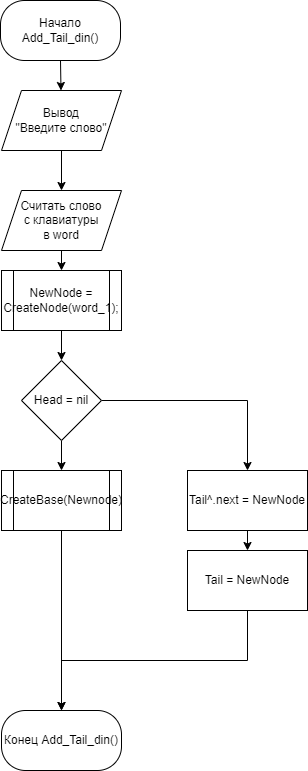 Начало
Add_Tail_din()
Вывод
"Введите слово"
Считать слово
с клавиатуры
в word
NewNode =
CreateNode(word_1);
Head = nil
CreateBase(Newnode)
Tail^.next = NewNode
Tail = NewNode
Конец Add_Tail_din()